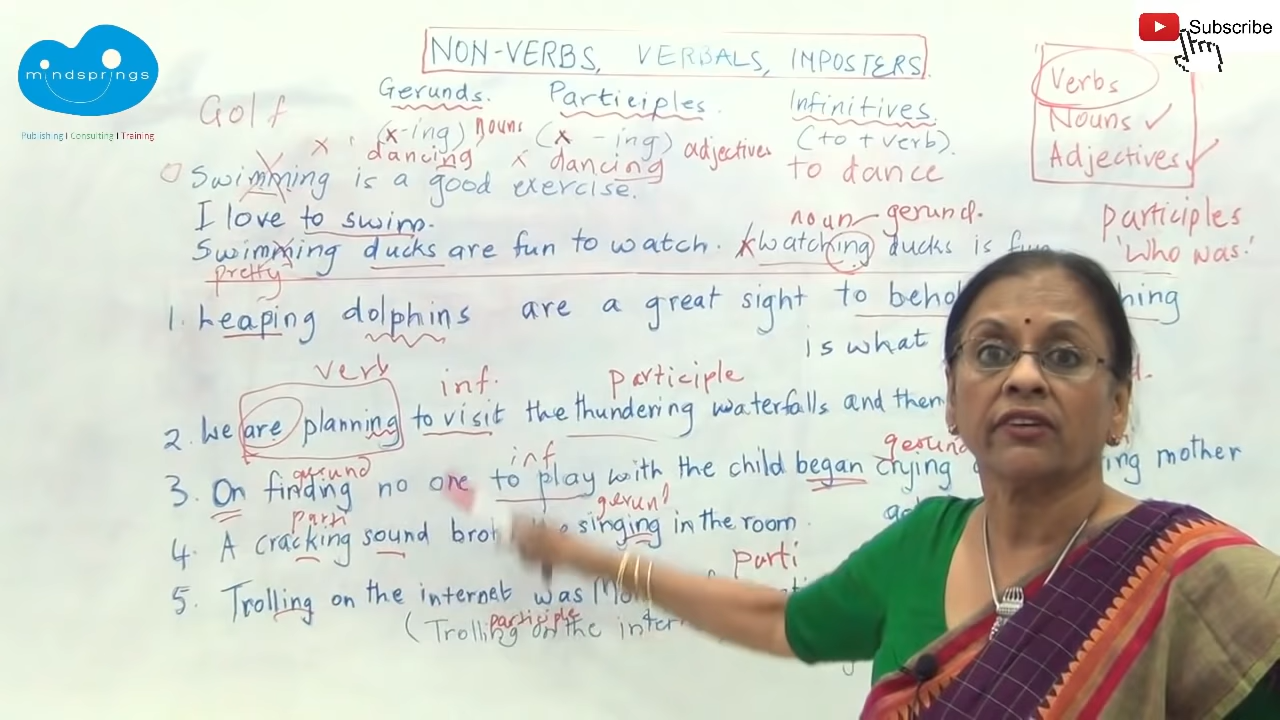 mindsprings
Publishing I Consulting I Training
Subscribe
NON-VERBS, VERBALS, IMPOSTERS.
Verbs
Nouns ✓
Adjectives ✓
Golf
Gerunds. Participles. Infinitives.
(x-ing) nouns (x -ing) adjectives (to + verb).
x dancing x dancing to dance
Swimming is a good exercise.
I love to swim.
noun gerund.
participles
'Who was'
Swimming ducks are fun to watch. watching ducks is fun
pretty
1. Leaping dolphins are a great sight to
is what
verb inf. participle
2. We are planning to visit the thundering waterfalls and
gerund inf gerund
3. On finding no one to play with the child began crying mother
parti gerund
4. A cracking sound singing in the room.
parti
5. Trolling on the internet was
participle
(Trolling on the